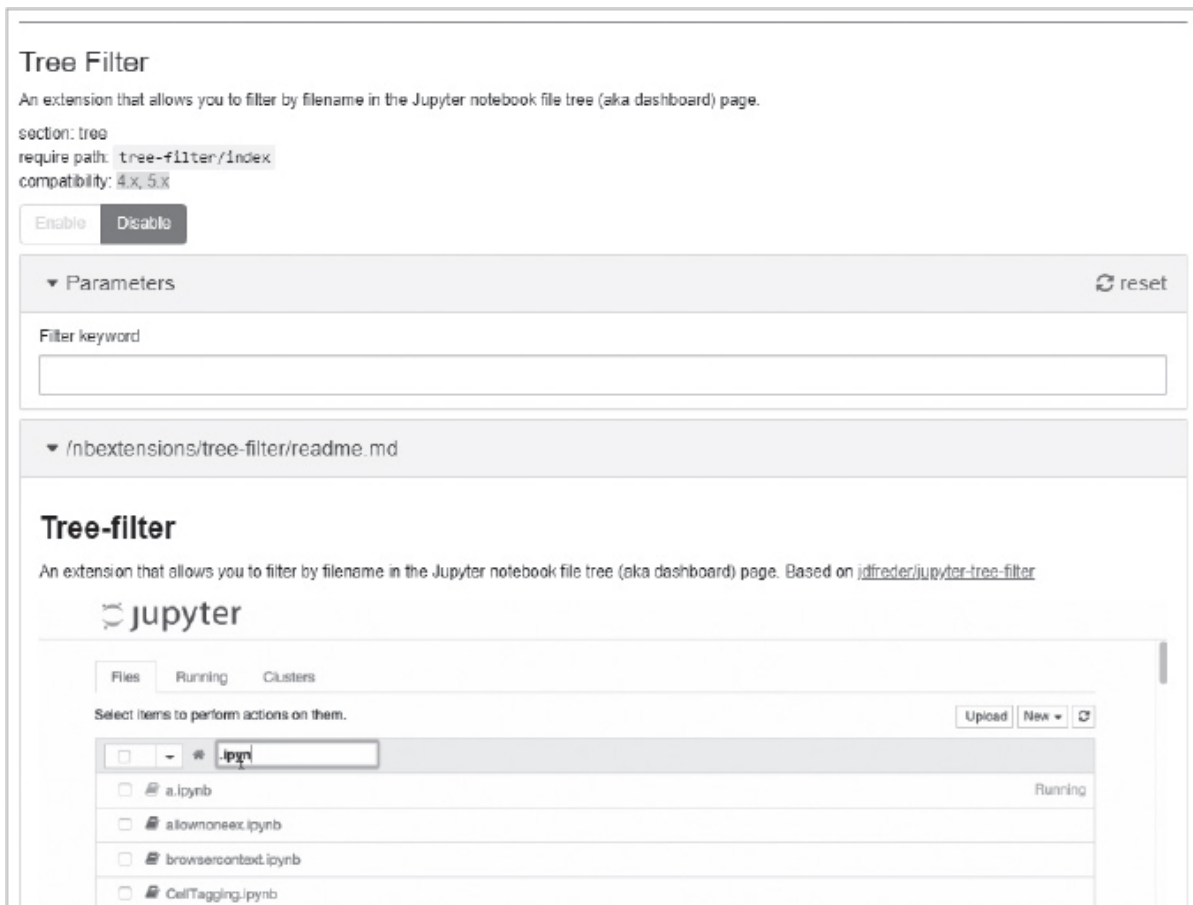 Tree Filter
An extension that allows you to filter by filename in the Jupyter notebook file tree (aka dashboard) page.
section: tree
require path: tree-filter/index
compatibility: 4.x, 5.x
Enable Disable
Parameters reset
Filter keyword
/nbextensions/tree-filter/readme.md
Tree-filter
An extension that allows you to filter by filename in the Jupyter notebook file tree (aka dashboard) page. Based on jdfreder/jupyter-tree-filter
jupyter
Files Running Clusters
Select items to perform actions on them. Upload New
.ipyn
a.ipynb Running
allownoneex.ipynb
browsercontext.ipynb
CellTagging.ipynb